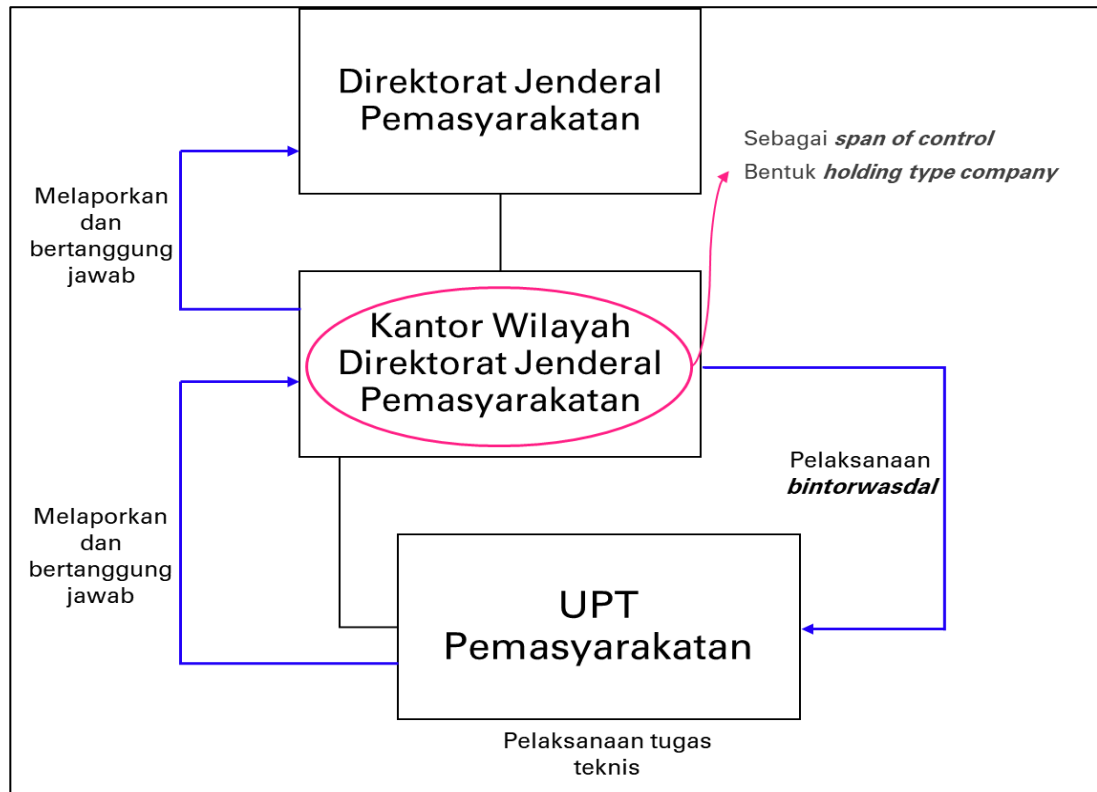 Direktorat Jenderal
Pemasyarakatan
Sebagai span of control
Bentuk holding type company
Melaporkan
dan
bertanggung
jawab
Kantor Wilayah
Direktorat Jenderal
Pemasyarakatan
Pelaksanaan
bintorwasdal
Melaporkan
dan
bertanggung
jawab
UPT
Pemasyarakatan
Pelaksanaan tugas
teknis